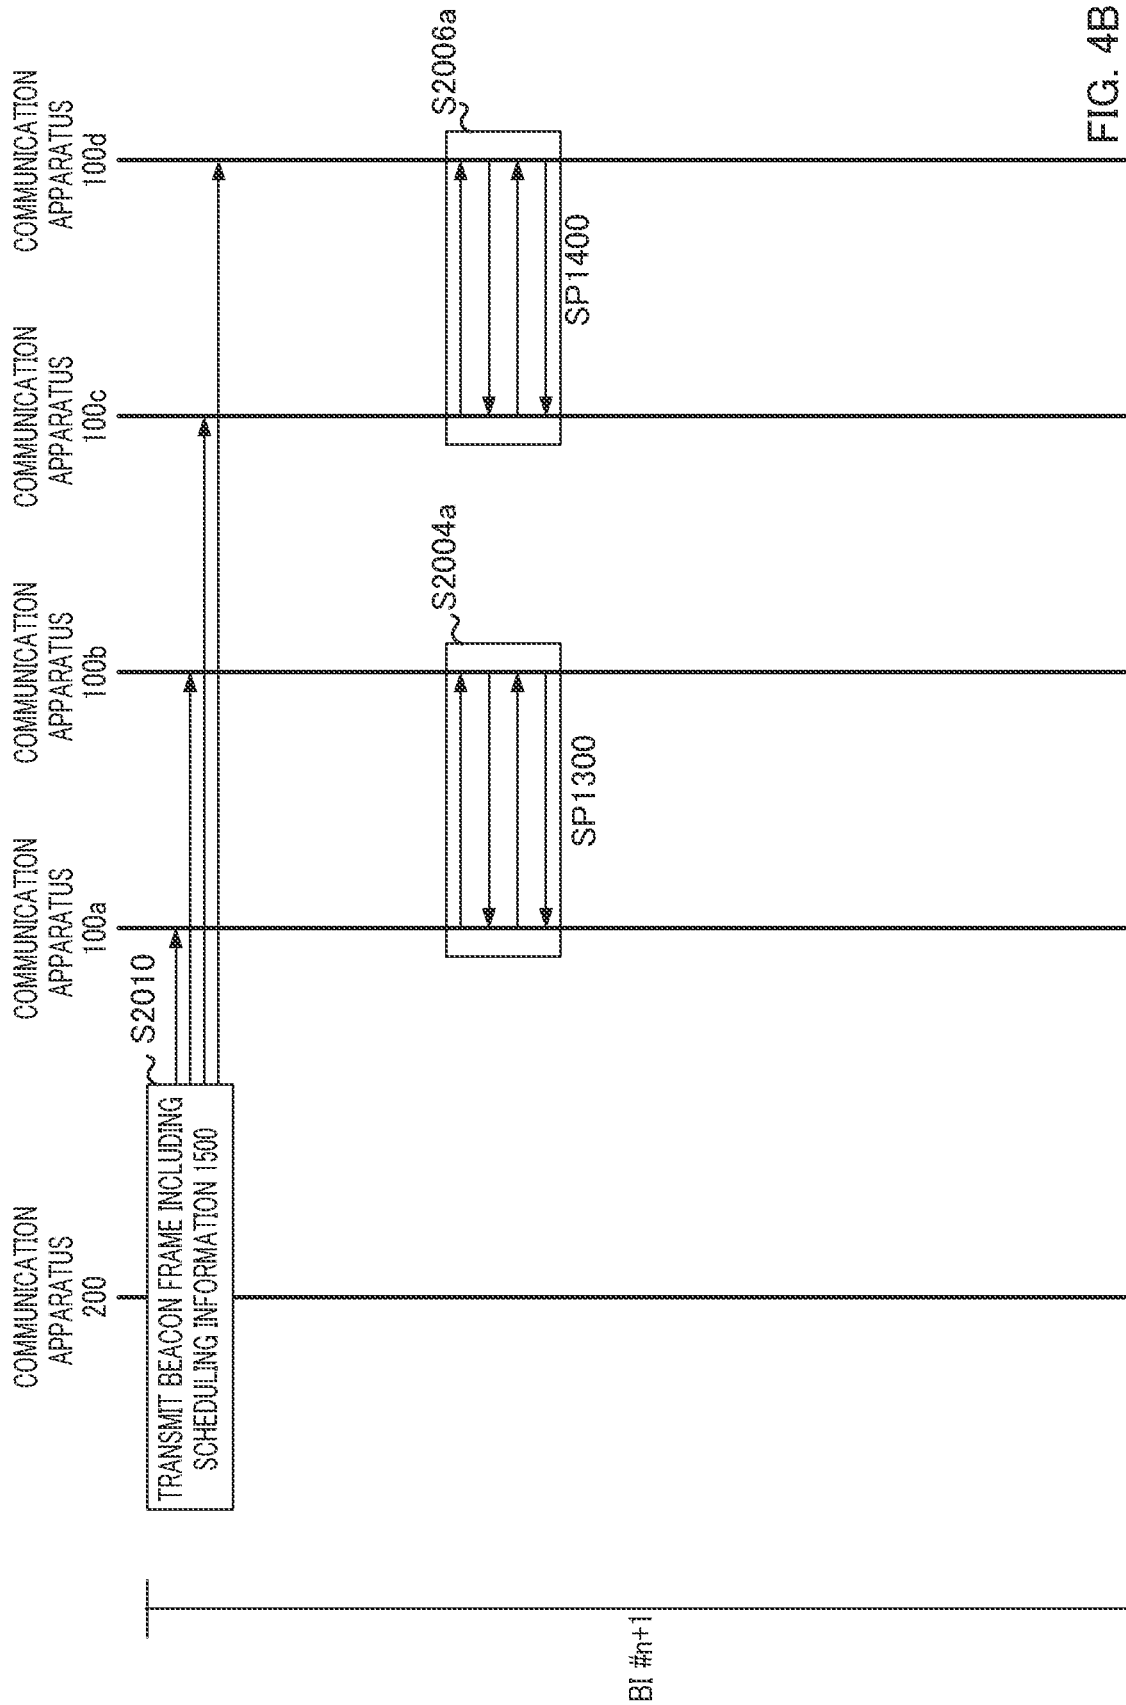 COMMUNICATION
APPARATUS
200
COMMUNICATION
APPARATUS
100a
COMMUNICATION
APPARATUS
100b
COMMUNICATION
APPARATUS
100c
COMMUNICATION
APPARATUS
100d
S2010
TRANSMIT BEACON FRAME INCLUDING
SCHEDULING INFORMATION 1500
S2004a
S2006a
SP1300
SP1400
BI #n+1
FIG. 4B